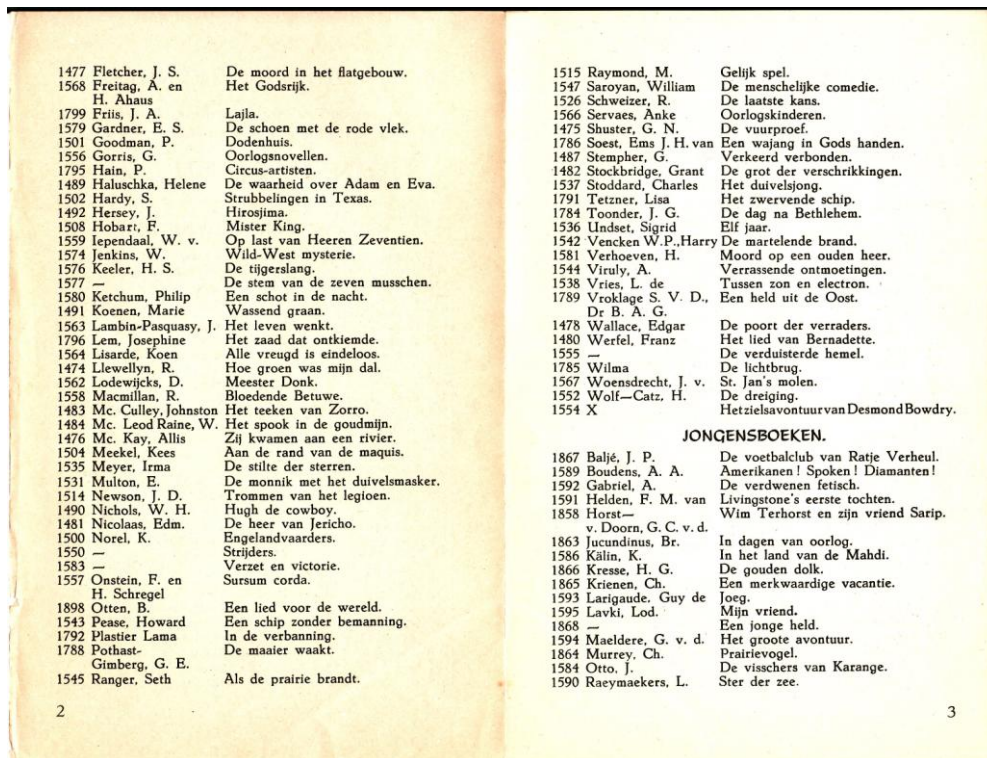 1477 Fletcher, J. S. De moord in het flatgebouw.
1568 Freitag, A. en Het Godsrijk.
H. Ahaus
1799 Friis, J. A. Lajla.
1579 Gardner, E. S. De schoen met de rode vlek.
1501 Goodman, P. Dodenhuis.
1556 Gorris, G. Oorlogsnovellen.
1795 Hain, P. Circus-artisten.
1489 Haluschka, Helene De waarheid over Adam en Eva.
1502 Hardy, S. Strubbelingen in Texas.
1492 Hersey, J. Hirosjima.
1508 Hobart, F. Mister King.
1559 Iependaal, W. v. Op last van Heeren Zeventien.
1574 Jenkins, W. Wild-West mysterie.
1576 Keeler, H. S. De tijgerslang.
1577 — De stem van de zeven musschen.
1580 Ketchum, Philip Een schot in de nacht.
1491 Koenen, Marie Wassend graan.
1563 Lambin-Pasquasy, J. Het leven wenkt.
1796 Lem, Josephine Het zaad dat ontkiemde.
1564 Lisarde, Koen Alle vreugd is eindeloos.
1474 Llewellyn, R. Hoe groen was mijn dal.
1562 Lodewijcks, D. Meester Donk.
1558 Macmillan, R. Bloedende Betuwe.
1483 Mc. Culley, Johnston Het teeken van Zorro.
1484 Mc. Leod Raine, W. Het spook in de goudmijn.
1476 Mc. Kay, Allis Zij kwamen aan een rivier.
1504 Meekel, Kees Aan de rand van de maquis.
1535 Meyer, Irma De stilte der sterren.
1531 Multon, E. De monnik met het duivelsmasker.
1514 Newson, J. D. Trommen van het legioen.
1490 Nichols, W. H. Hugh de cowboy.
1481 Nicolaas, Edm. De heer van Jericho.
1500 Norel, K. Engelandvaarders.
1550 — Strijders.
1583 — Verzet en victorie.
1557 Onstein, F. en Sursum corda.
H. Schregel
1898 Otten, B. Een lied voor de wereld.
1543 Pease, Howard Een schip zonder bemanning.
1792 Plastier Lama In de verbanning.
1788 Pothast- De maaier waakt.
Gimberg, G. E.
1545 Ranger, Seth Als de prairie brandt.
2
1515 Raymond, M. Gelijk spel.
1547 Saroyan, William De menschelijke comedie.
1526 Schweizer, R. De laatste kans.
1566 Servaes, Anke Oorlogskinderen.
1475 Shuster, G. N. De vuurproef.
1786 Soest, Ems J. H. van Een wajang in Gods handen.
1487 Stempher, G. Verkeerd verbonden.
1482 Stockbridge, Grant De grot der verschrikkingen.
1537 Stoddard, Charles Het duivelsjong.
1791 Tetzner, Lisa Het zwervende schip.
1784 Toonder, J. G. De dag na Bethlehem.
1536 Undset, Sigrid Elf jaar.
1542 Vencken W.P., Harry De martelende brand.
1581 Verhoeven, H. Moord op een ouden heer.
1544 Viruly, A. Verrassende ontmoetingen.
1538 Vries, L. de Tussen zon en electron.
1789 Vroklage S. V. D., Een held uit de Oost.
Dr B. A. G.
1478 Wallace, Edgar De poort der verraders.
1480 Werfel, Franz Het lied van Bernadette.
1555 — De verduisterde hemel.
1785 Wilma De lichtbrug.
1567 Woensdrecht, J. v. St. Jan's molen.
1552 Wolf—Catz, H. De dreiging.
1554 X Het zielsavontuur van Desmond Bowdry.
JONGENSBOEKEN.
1867 Baljé, J. P. De voetbalclub van Ratje Verheul.
1589 Boudens, A. A. Amerikanen! Spoken! Diamanten!
1592 Gabriel, A. De verdwenen fetisch.
1591 Helden, F. M. van Livingstone's eerste tochten.
1858 Horst— Wim Terhorst en zijn vriend Sarip.
v. Doorn, G. C. v. d.
1863 Jucundinus, Br. In dagen van oorlog.
1586 Kälin, K. In het land van de Mahdi.
1866 Kresse, H. G. De gouden dolk.
1865 Krienen, Ch. Een merkwaardige vacantie.
1593 Larigaude, Guy de Joeg.
1595 Lavki, Lod. Mijn vriend.
1868 — Een jonge held.
1594 Maeldere, G. v. d. Het groote avontuur.
1864 Murrey, Ch. Prairievogel.
1584 Otto, J. De visschers van Karange.
1590 Raeymaekers, L. Ster der zee.
3